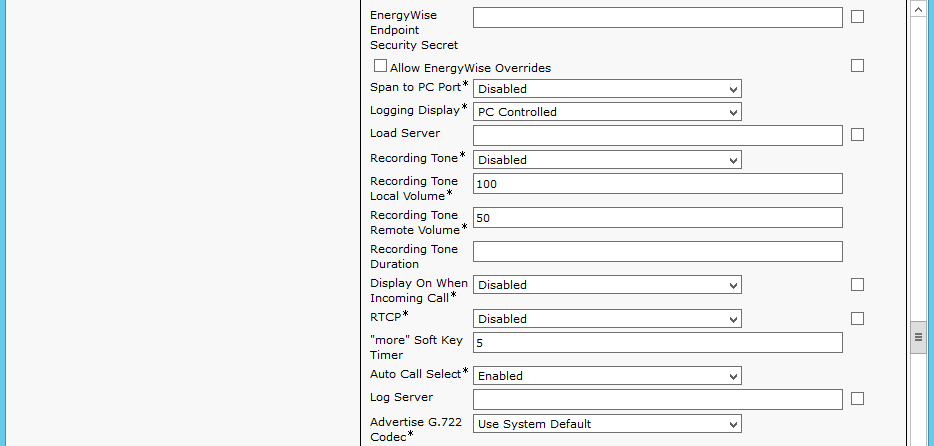 EnergyWise
Endpoint
Security Secret
Allow EnergyWise Overrides
Span to PC Port* Disabled
Logging Display* PC Controlled
Load Server
Recording Tone* Disabled
Recording Tone
Local Volume* 100
Recording Tone
Remote Volume* 50
Recording Tone
Duration
Display On When
Incoming Call* Disabled
RTCP* Disabled
"more" Soft Key
Timer 5
Auto Call Select* Enabled
Log Server
Advertise G.722
Codec* Use System Default